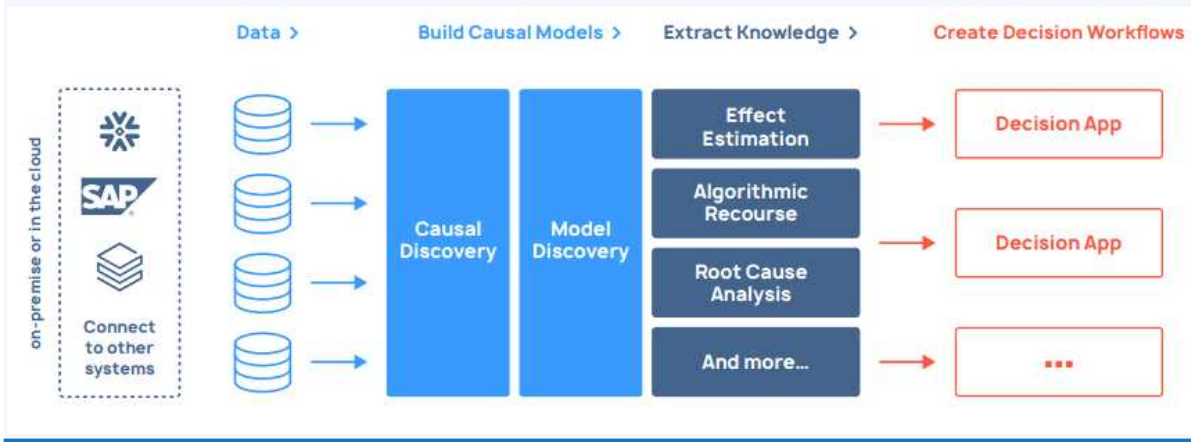 Data >
Build Causal Models >
Extract Knowledge >
Create Decision Workflows
on-premise or in the cloud
SAP®
Connect
to other
systems
Causal
Discovery
Model
Discovery
Effect
Estimation
Algorithmic
Recourse
Root Cause
Analysis
And more...
Decision App
Decision App
...